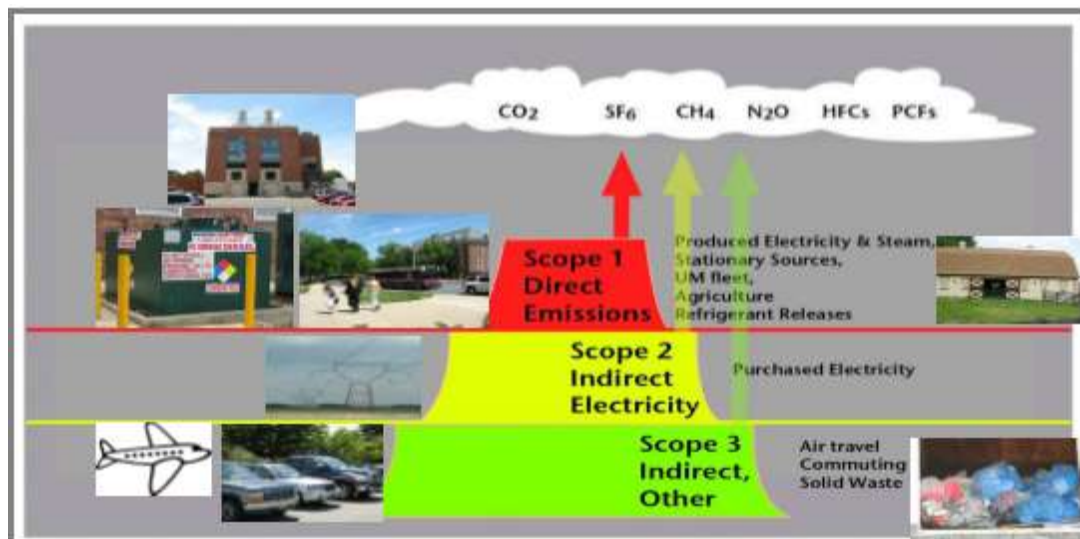 CO2 SF6 CH4 N2O HFCs PCFs
Scope 1
Direct
Emissions
Produced Electricity & Steam,
Stationary Sources,
UM fleet,
Agriculture
Refrigerant Releases
Scope 2
Indirect
Electricity
Purchased Electricity
Scope 3
Indirect,
Other
Air travel
Commuting
Solid Waste